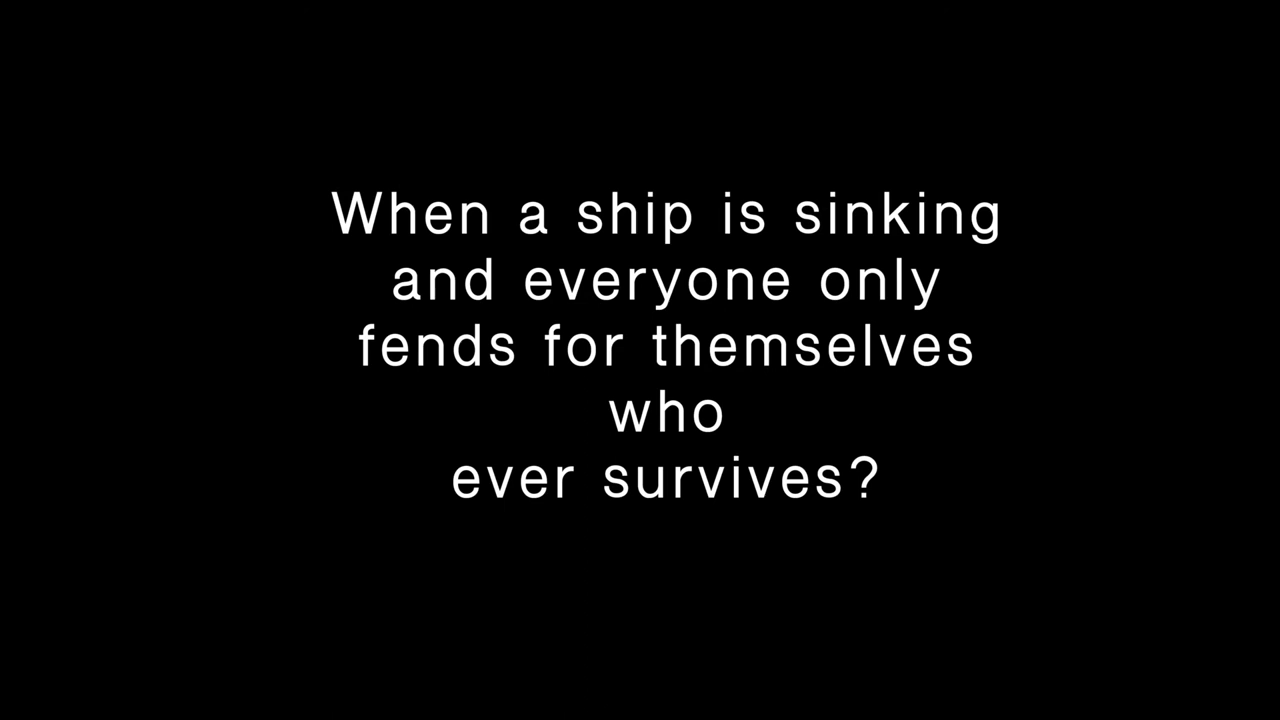 When a ship is sinking
and everyone only
fends for themselves
who
ever survives?